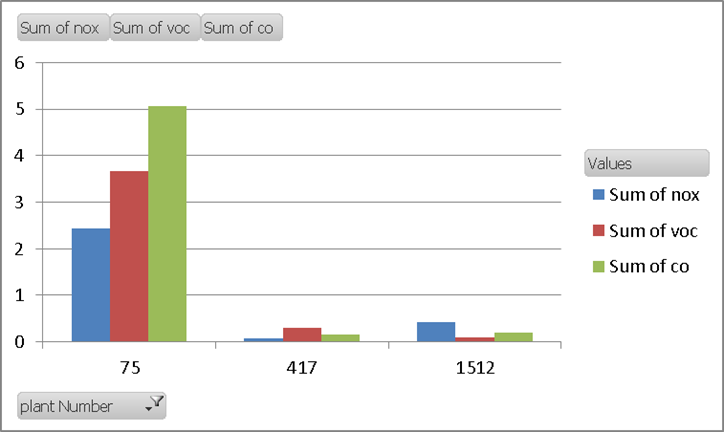 Sum of nox Sum of voc Sum of co
6
5
4
3
2
1
0
75 417 1512
Values
Sum of nox
Sum of voc
Sum of co
plant Number